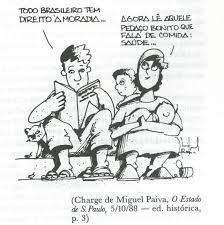 TODO BRASILEIRO TEM
DIREITO À MORADIA...
AGORA LÊ AQUELE
PEDAÇO BONITO QUE
FALA DE COMIDA,
SAÚDE...
(Charge de Miguel Paiva, O Estado
de S. Paulo, 5/10/88 — ed. histórica,
p. 3)